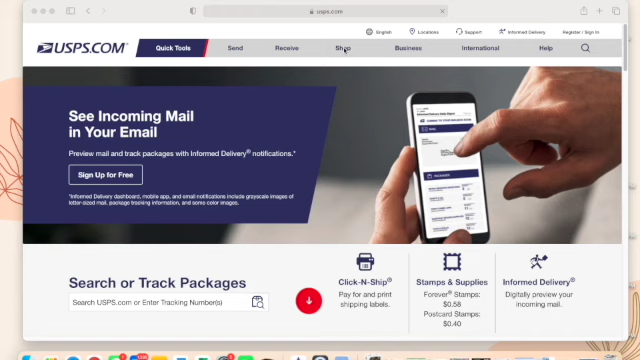 usps.com
English
Locations
Support
Informed Delivery
Register / Sign In
USPS.COM®
Quick Tools
Send
Receive
Shop
Business
International
Help
See Incoming Mail
in Your Email
Preview mail and track packages with Informed Delivery® notifications.*
Sign Up for Free
*Informed Delivery dashboard, mobile app, and email notifications include grayscale images of
letter-sized mail, package tracking information, and some color images.
Search or Track Packages
Search USPS.com or Enter Tracking Number(s)
Click-N-Ship®
Pay for and print
shipping labels.
Stamps & Supplies
Forever® Stamps:
$0.58
Postcard Stamps:
$0.40
Informed Delivery®
Digitally preview your
incoming mail.